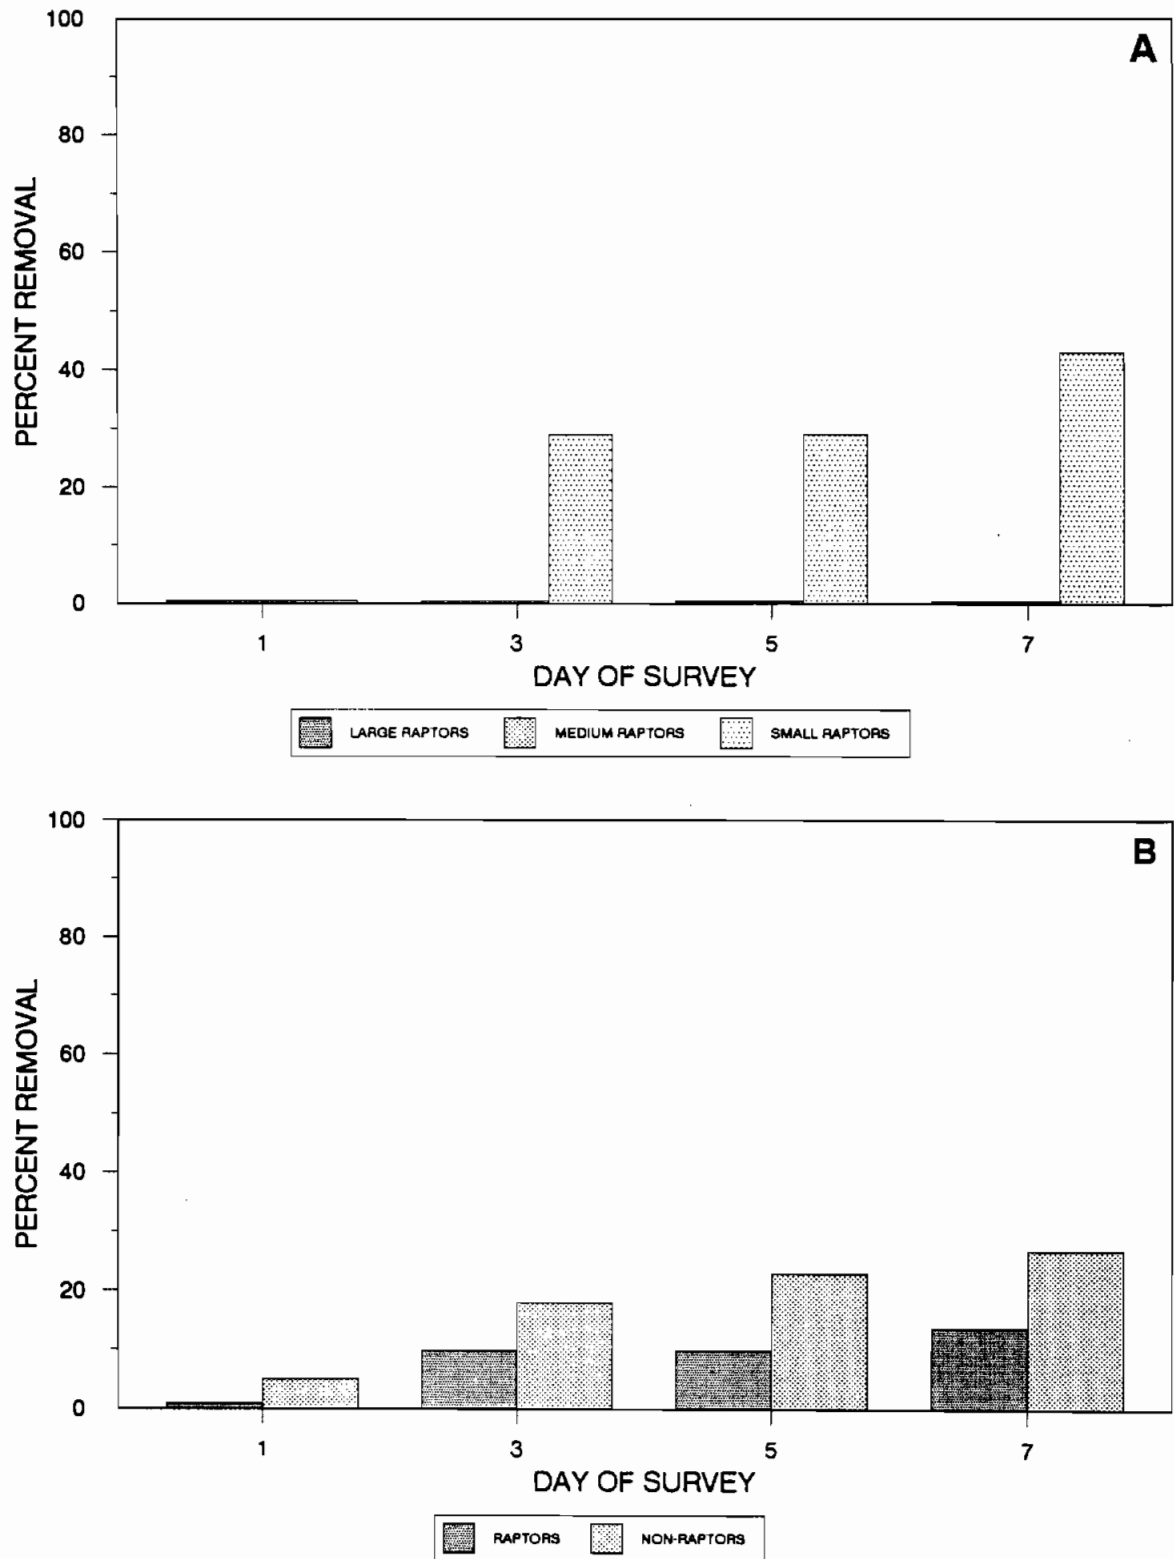 100
A
80
60
40
20
0
PERCENT REMOVAL
1 3 5 7
DAY OF SURVEY
LARGE RAPTORS MEDIUM RAPTORS SMALL RAPTORS
100
B
80
60
40
20
0
PERCENT REMOVAL
1 3 5 7
DAY OF SURVEY
RAPTORS NON-RAPTORS